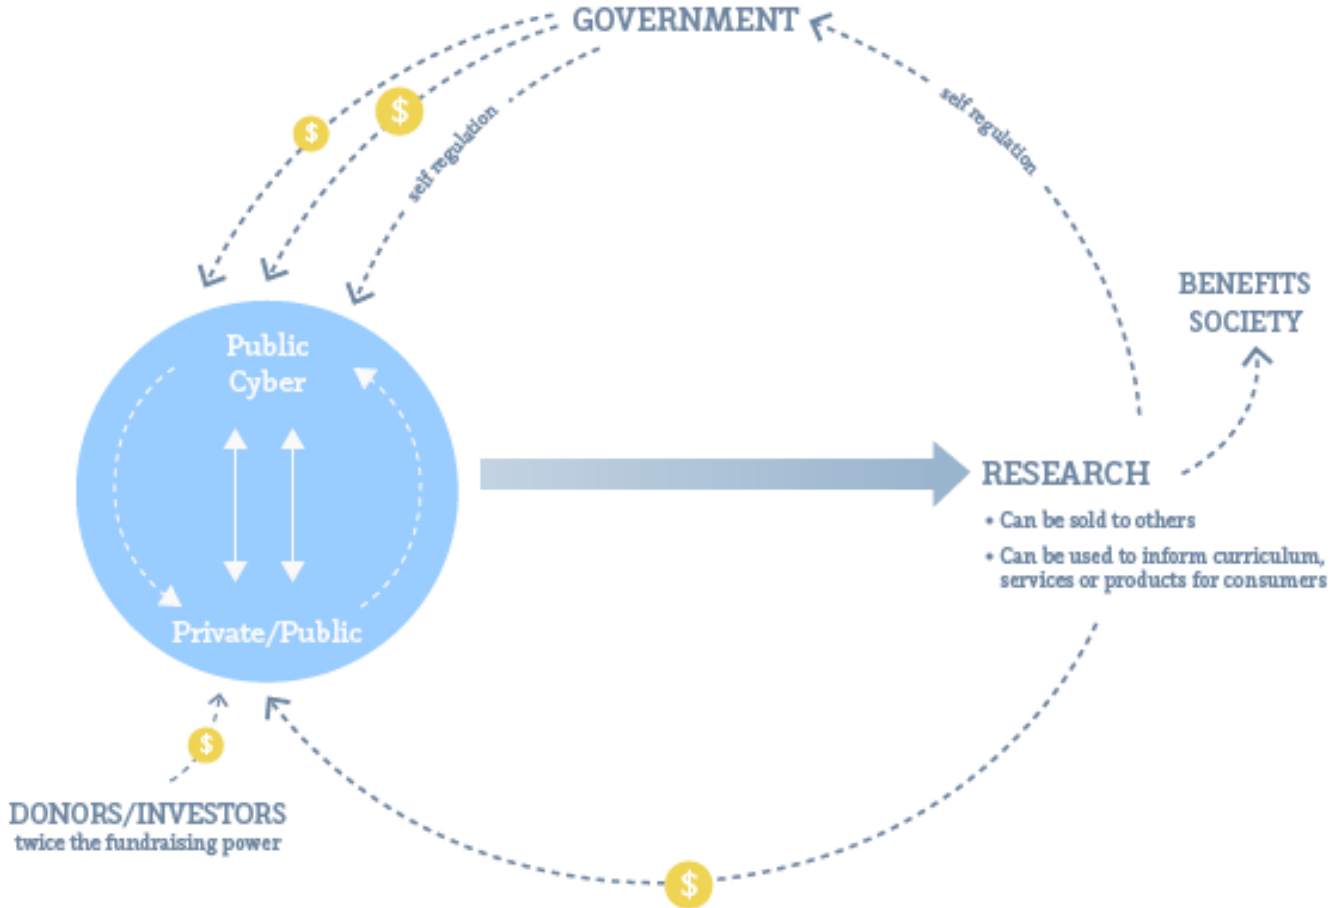 GOVERNMENT
$
$
self regulation
self regulation
BENEFITS
SOCIETY
Public
Cyber
RESEARCH
• Can be sold to others
• Can be used to inform curriculum,
services or products for consumers
Private/Public
$
DONORS/INVESTORS
twice the fundraising power
$